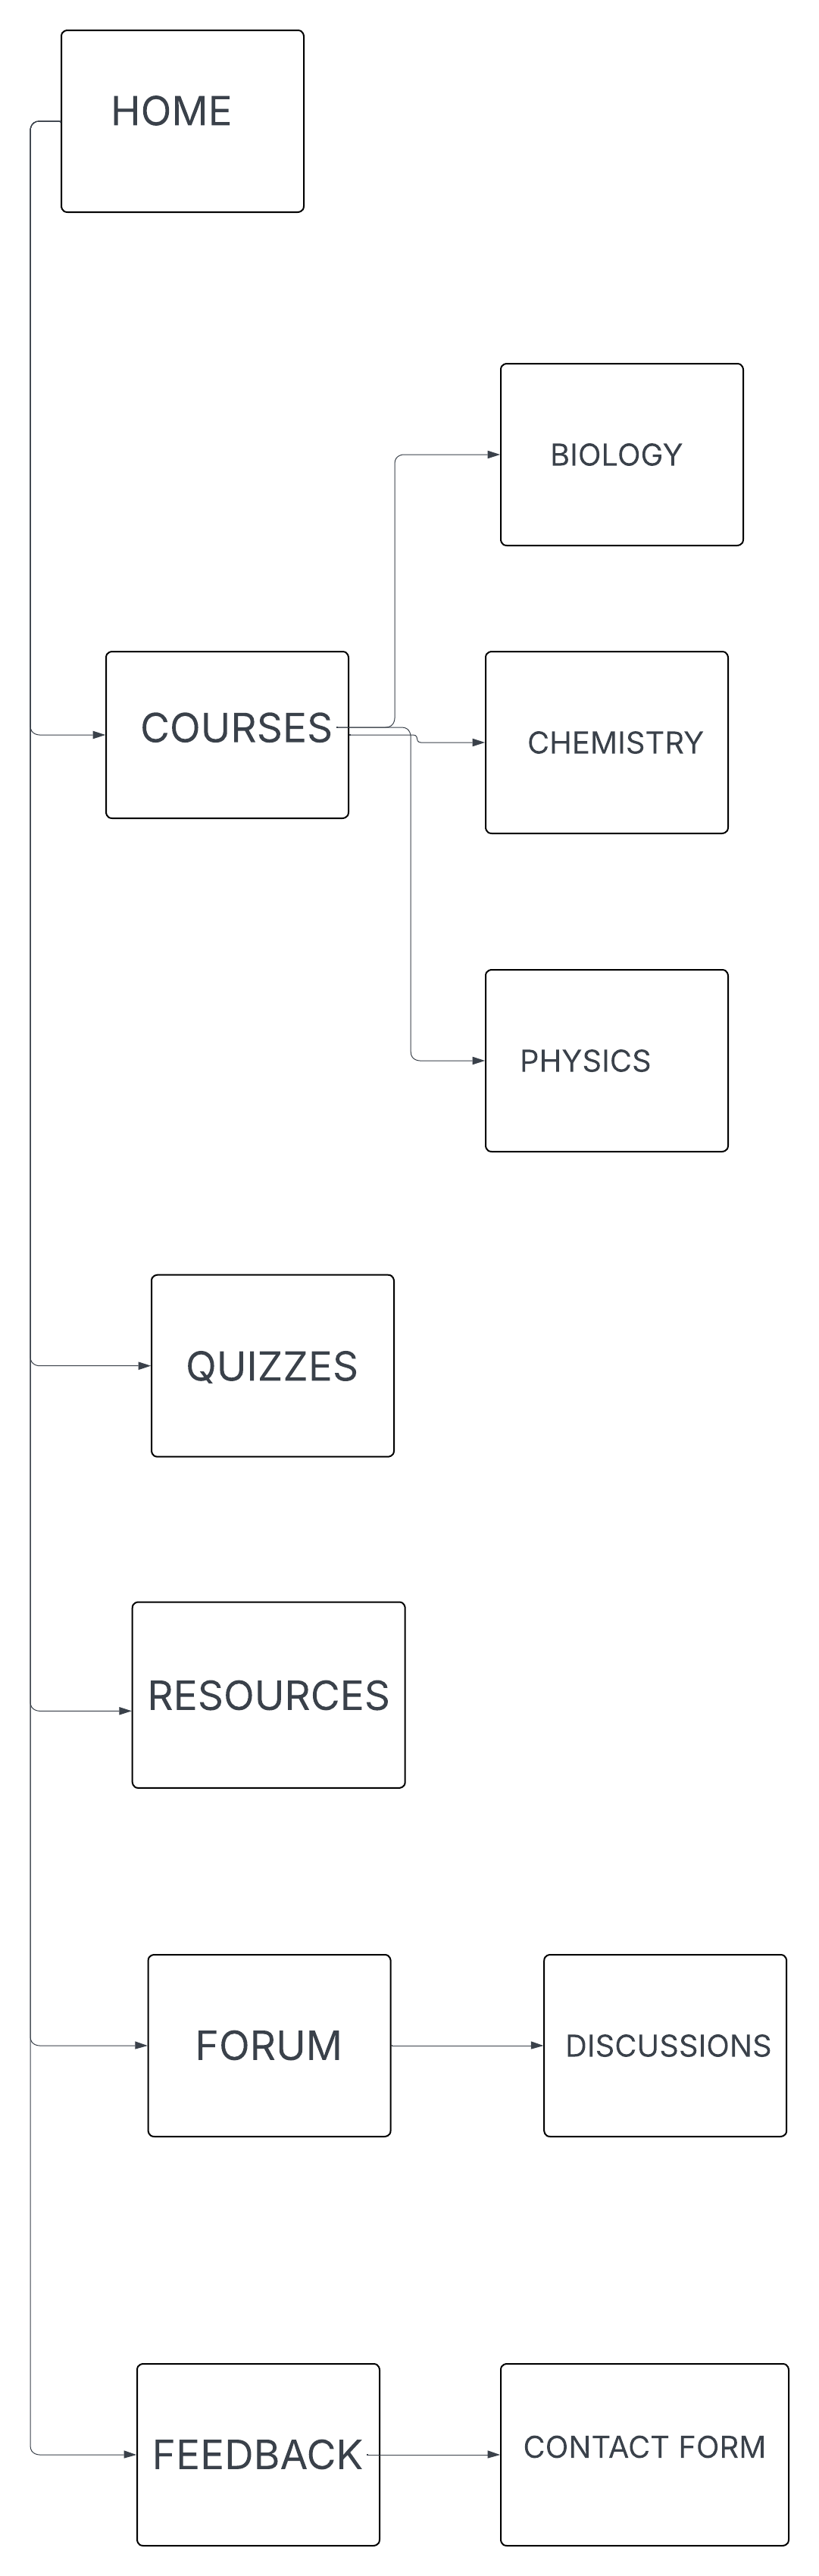 HOME
BIOLOGY
COURSES
CHEMISTRY
PHYSICS
QUIZZES
RESOURCES
FORUM
DISCUSSIONS
FEEDBACK
CONTACT FORM